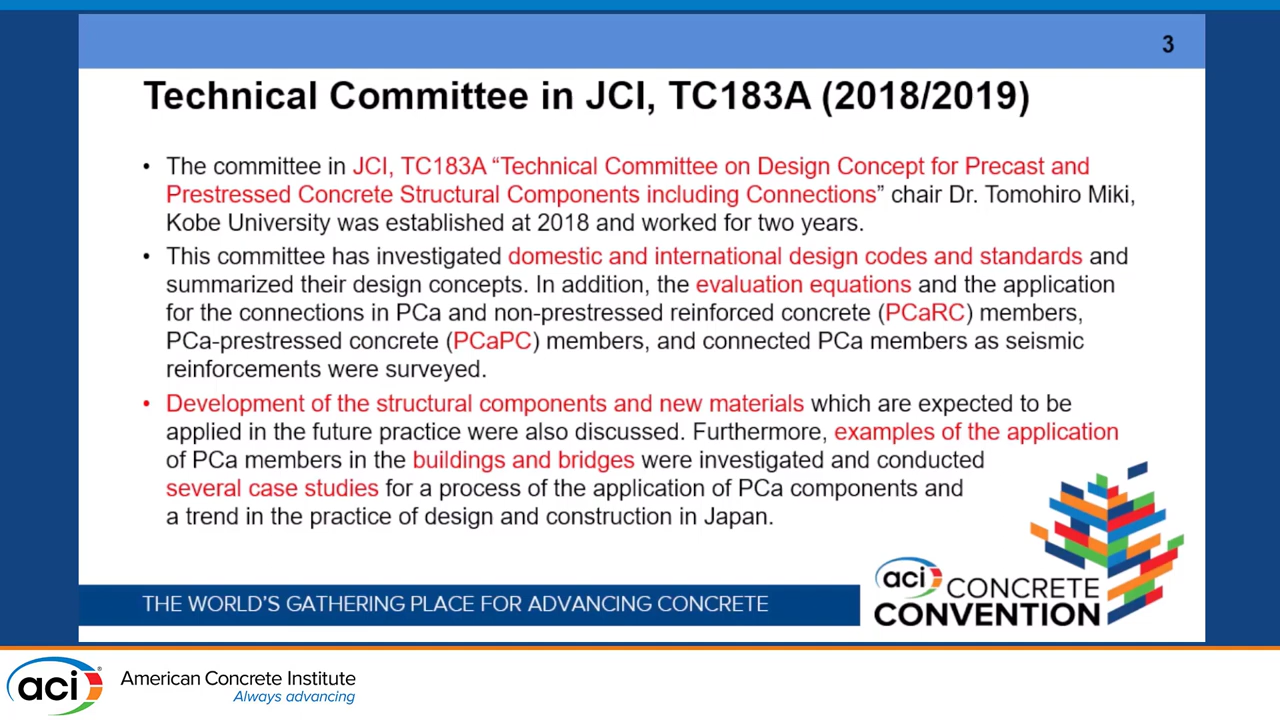 3
Technical Committee in JCI, TC183A (2018/2019)
• The committee in JCI, TC183A “Technical Committee on Design Concept for Precast and
Prestressed Concrete Structural Components including Connections” chair Dr. Tomohiro Miki,
Kobe University was established at 2018 and worked for two years.
• This committee has investigated domestic and international design codes and standards and
summarized their design concepts. In addition, the evaluation equations and the application
for the connections in PCa and non-prestressed reinforced concrete (PCaRC) members,
PCa-prestressed concrete (PCaPC) members, and connected PCa members as seismic
reinforcements were surveyed.
• Development of the structural components and new materials which are expected to be
applied in the future practice were also discussed. Furthermore, examples of the application
of PCa members in the buildings and bridges were investigated and conducted
several case studies for a process of the application of PCa components and
a trend in the practice of design and construction in Japan.
THE WORLD’S GATHERING PLACE FOR ADVANCING CONCRETE
aci CONCRETE
CONVENTION
aci®
American Concrete Institute
Always advancing